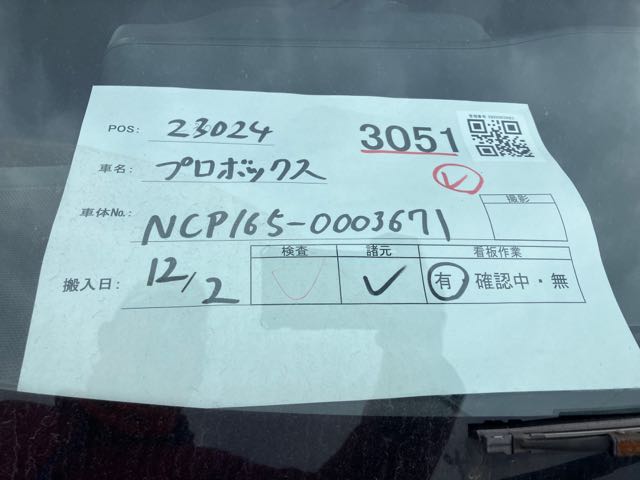 POS: 23024
3051
車名: プロボックス
撮影
車体No.: NCP165-0003671
検査 諸元 看板作業
搬入日: 12/2
有 確認中・無